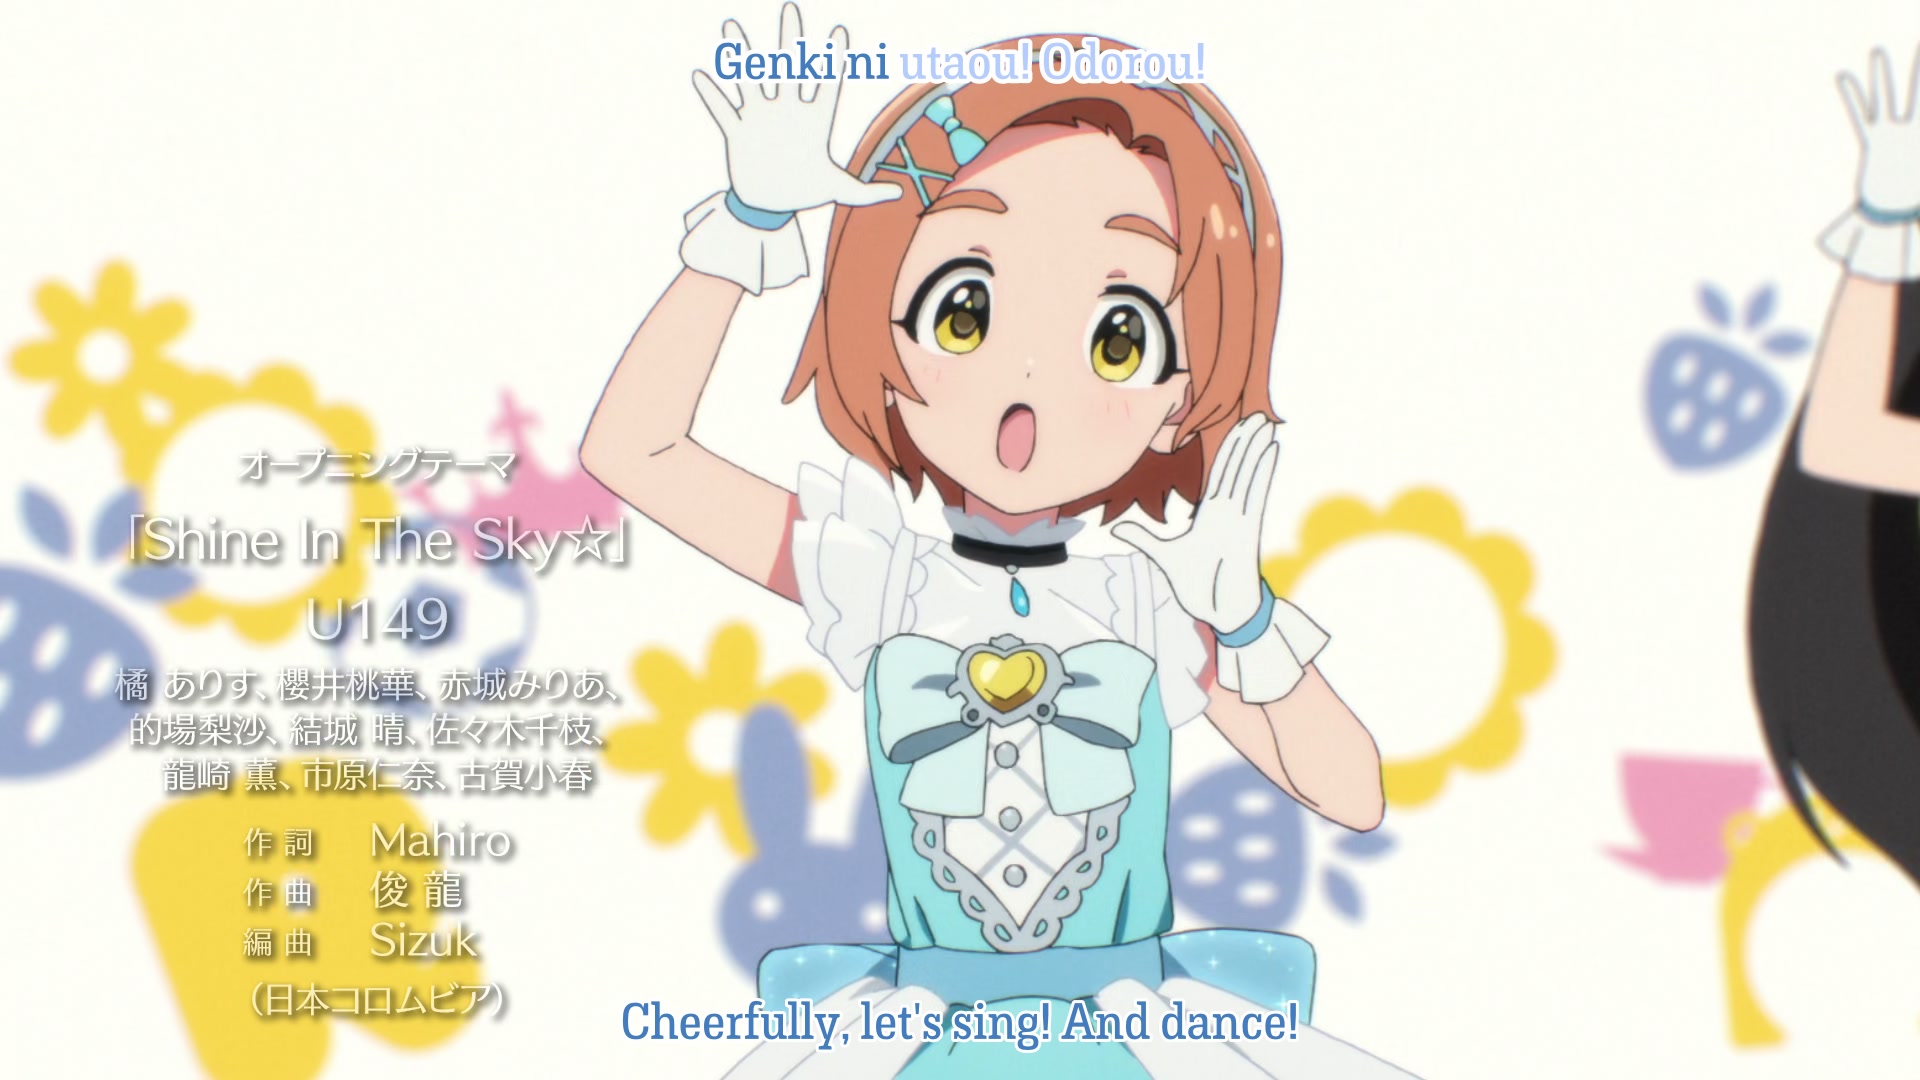 Genki ni utaou! Odorou!
オープニングテーマ
「Shine In The Sky☆」
U149
橘 ありす、櫻井桃華、赤城みりあ、
的場梨沙、結城 晴、佐々木千枝、
龍崎 薫、市原仁奈、古賀小春
作 詞 Mahiro
作 曲 俊 龍
編 曲 Sizuk
（日本コロムビア）
Cheerfully, let's sing! And dance!